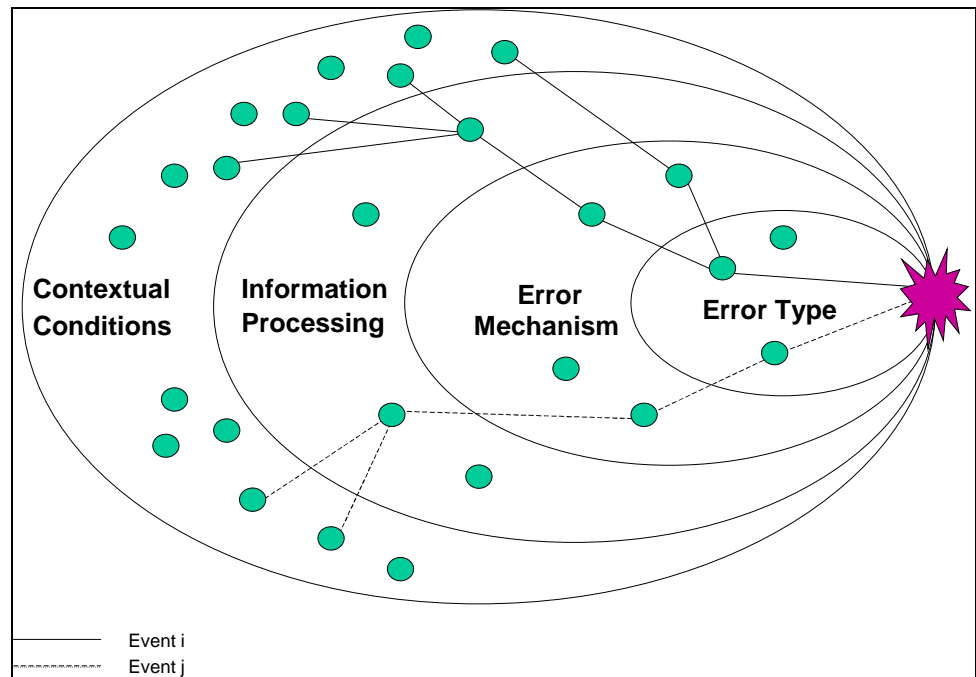 Contextual
Conditions
Information
Processing
Error
Mechanism
Error Type
Event i
Event j